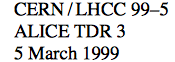 CERN / LHCC 99–5
ALICE TDR 3
5 March 1999